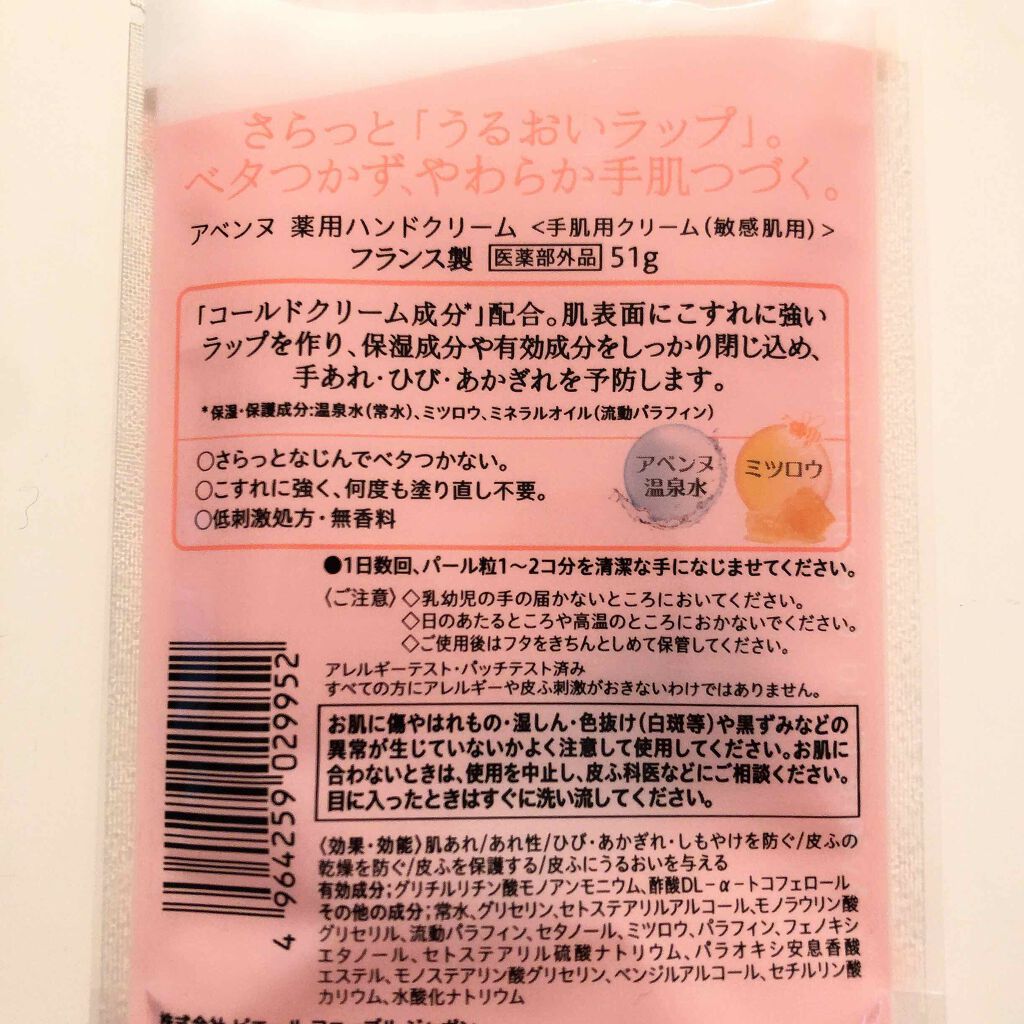 さらっと「うるおいラップ」。
ベタつかず、やわらか手肌つづく。
アベンヌ 薬用ハンドクリーム <手肌用クリーム(敏感肌用)>
フランス製 医薬部外品 51g
「コールドクリーム成分*」配合。肌表面にこすれに強い
ラップを作り、保湿成分や有効成分をしっかり閉じ込め、
手あれ・ひび・あかぎれを予防します。
*保湿・保護成分:温泉水(常水)、ミツロウ、ミネラルオイル(流動パラフィン)
○さらっとなじんでベタつかない。
○こすれに強く、何度も塗り直し不要。
○低刺激処方・無香料
アベンヌ
温泉水
ミツロウ
●1日数回、パール粒1～2コ分を清潔な手になじませてください。
〈ご注意〉◇乳幼児の手の届かないところにおいてください。
◇日のあたるところや高温のところにおかないでください。
◇ご使用後はフタをきちんとしめて保管してください。
アレルギーテスト・パッチテスト済み
すべての方にアレルギーや皮ふ刺激がおきないわけではありません。
お肌に傷やはれもの・湿しん・色抜け(白斑等)や黒ずみなどの
異常が生じていないかよく注意して使用してください。お肌に
合わないときは、使用を中止し、皮ふ科医などにご相談ください。
目に入ったときはすぐに洗い流してください。
〈効果・効能〉肌あれ/あれ性/ひび・あかぎれ・しもやけを防ぐ/皮ふの
乾燥を防ぐ/皮ふを保護する/皮ふにうるおいを与える
有効成分;グリチルリチン酸モノアンモニウム、酢酸DL-α-トコフェロール
その他の成分;常水、グリセリン、セトステアリルアルコール、モノラウリン酸
グリセリル、流動パラフィン、セタノール、ミツロウ、パラフィン、フェノキシ
エタノール、セトステアリル硫酸ナトリウム、パラオキシ安息香酸
エステル、モノステアリン酸グリセリン、ベンジルアルコール、セチルリン酸
カリウム、水酸化ナトリウム
4 964259 029952
株式会社 ピエール ファーブル ジャポン